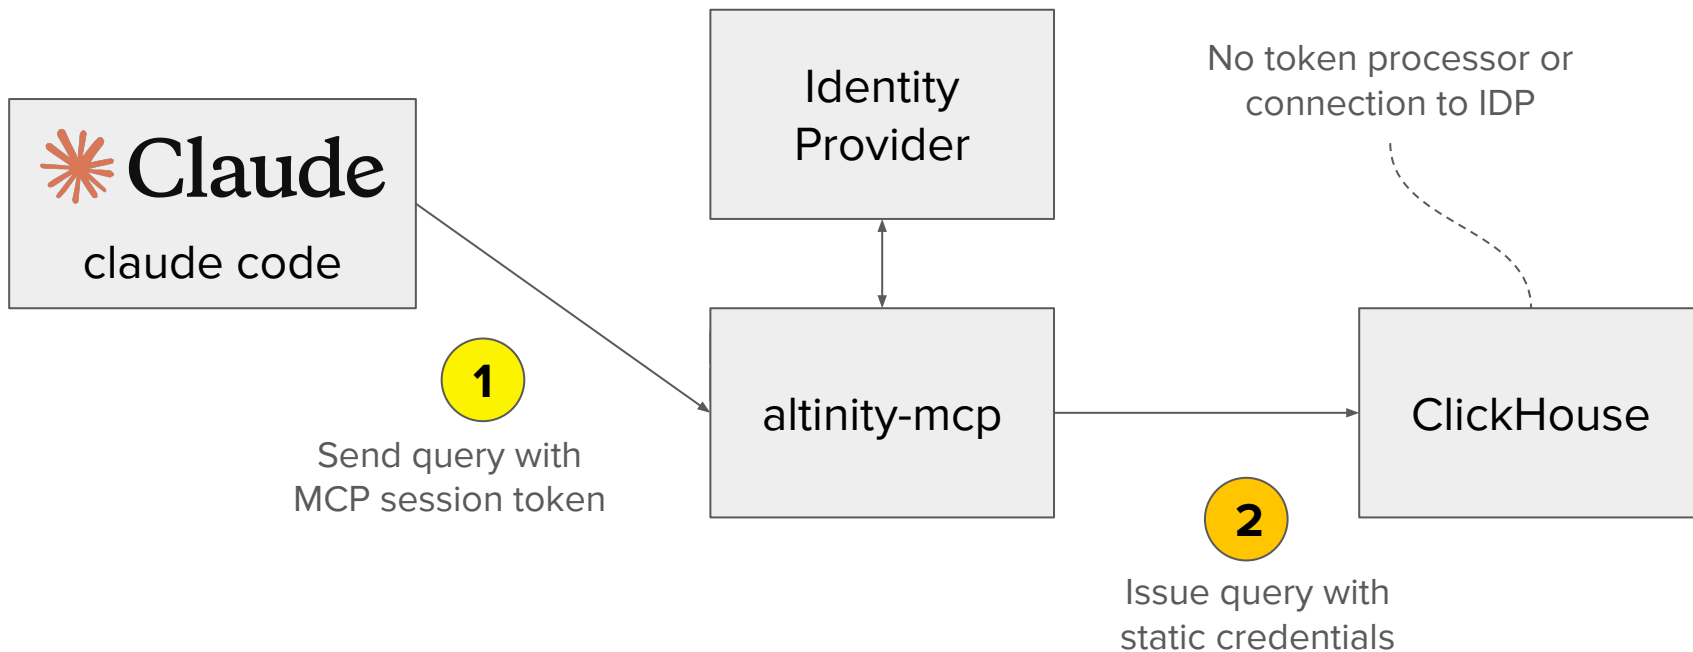 Claude
claude code
Identity
Provider
No token processor or
connection to IDP
1
Send query with
MCP session token
altinity-mcp
ClickHouse
2
Issue query with
static credentials